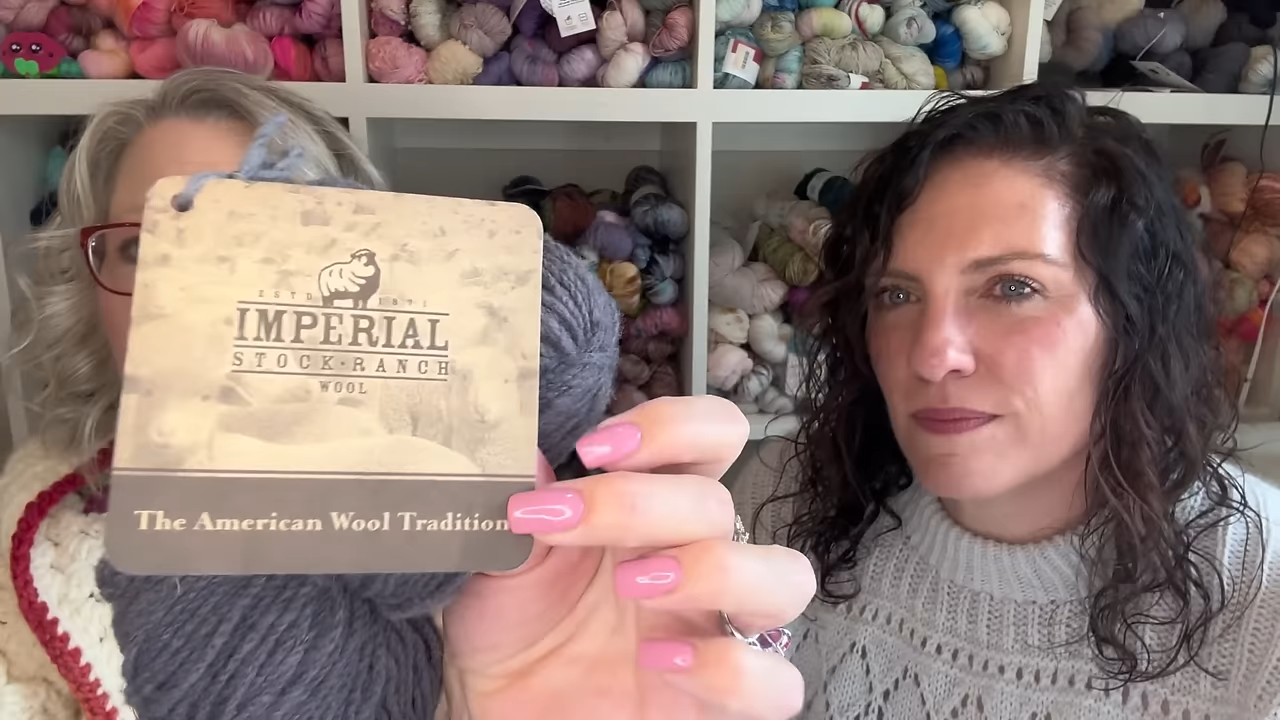 ESTD 1871
IMPERIAL
STOCK·RANCH
WOOL
The American Wool Tradition